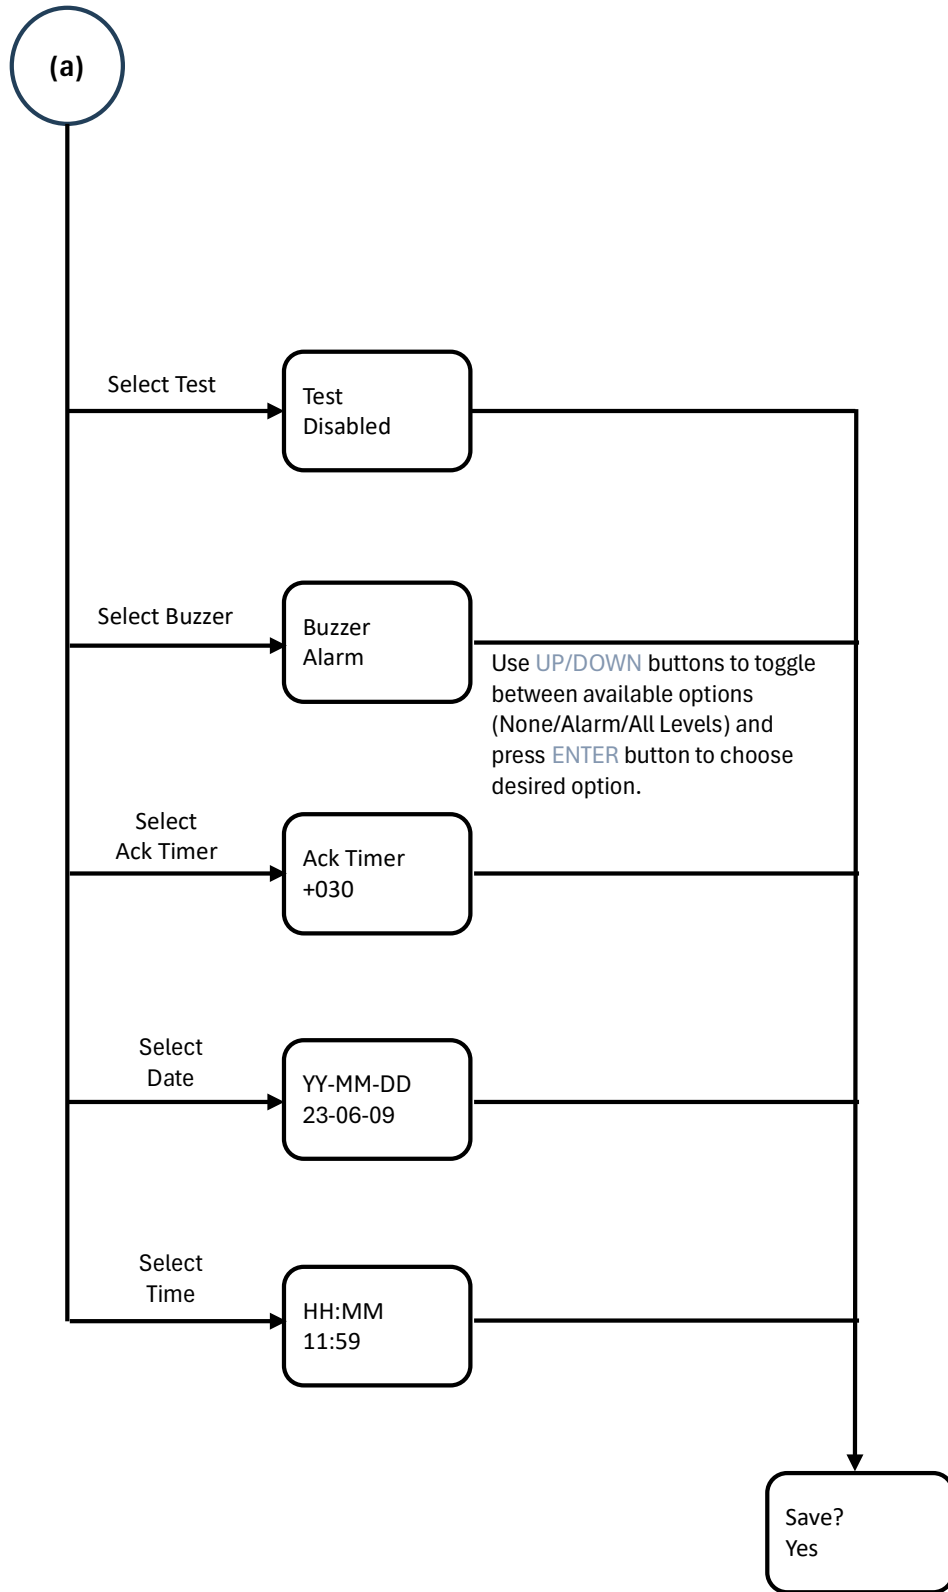 (a)
Select Test
Test
Disabled
Select Buzzer
Buzzer
Alarm
Use UP/DOWN buttons to toggle
between available options
(None/Alarm/All Levels) and
press ENTER button to choose
desired option.
Select
Ack Timer
Ack Timer
+030
Select
Date
YY-MM-DD
23-06-09
Select
Time
HH:MM
11:59
Save?
Yes